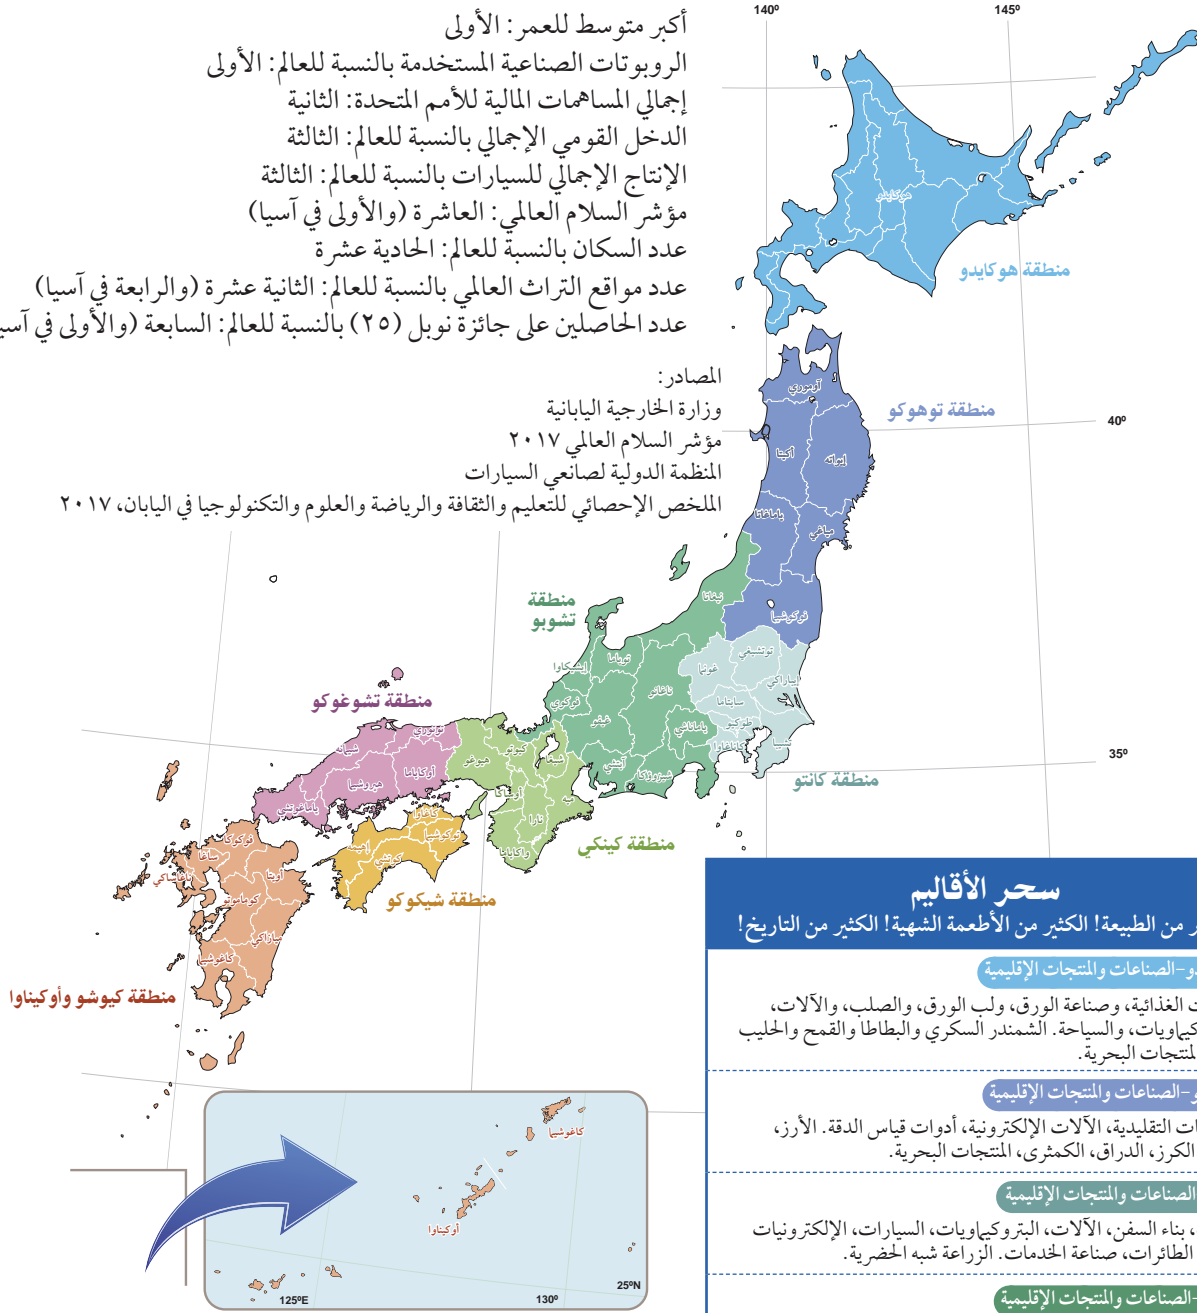 أكبر متوسط للعمر: الأولى
الروبوتات الصناعية المستخدمة بالنسبة للعالم: الأولى
إجمالي المساهمات المالية للأمم المتحدة: الثانية
الدخل القومي الإجمالي بالنسبة للعالم: الثالثة
الإنتاج الإجمالي للسيارات بالنسبة للعالم: الثالثة
مؤشر السلام العالمي: العاشرة (والأولى في آسيا)
عدد السكان بالنسبة للعالم: الحادية عشرة
عدد مواقع التراث العالمي بالنسبة للعالم: الثانية عشرة (والرابعة في آسيا)
عدد الحاصلين على جائزة نوبل (٢٥) بالنسبة للعالم: السابعة (والأولى في آسيا
المصادر:
وزارة الخارجية اليابانية
مؤشر السلام العالمي ٢٠١٧
المنظمة الدولية لصانعي السيارات
الملخص الإحصائي للتعليم والثقافة والرياضة والعلوم والتكنولوجيا في اليابان، ٢٠١٧
140º
145º
هوكايدو
منطقة هوكايدو
آوموري
منطقة توهوكو
40º
أكيتا
إيواته
ياماغاتا
مياغي
فوكوشيما
نيغاتا
منطقة
تشوبو
توتشيغي
غونما
إيباراكي
سايتاما
طوكيو
كاناغاوا
تشيبا
35º
منطقة كانتو
إيشيكاوا
توياما
ناغانو
فوكوي
غيفو
ياماناشي
آيتشي
شيزوؤكا
منطقة تشوغوكو
توتوري
شيمانه
أوكاياما
هيروشيما
ياماغوتشي
كيوتو
هيوغو
شيغا
أوساكا
ميه
نارا
واكاياما
منطقة كينكي
كاغاوا
توكوشيما
إهيمه
كوتشي
منطقة شيكوكو
فوكوكا
ساغا
ناغاساكي
أويتا
كوماموتو
ميازاكي
كاغوشيما
منطقة كيوشو وأوكيناوا
كاغوشيما
أوكيناوا
125ºE
130º
25ºN
سحر الأقاليم
من الطبيعة! الكثير من الأطعمة الشهية! الكثير من التاريخ!
-الصناعات والمنتجات الإقليمية
الغذائية، وصناعة الورق، ولب الورق، والصلب، والآلات،
والسياحة. الشمندر السكري والبطاطا والقمح والحليب
المنتجات البحرية.
-الصناعات والمنتجات الإقليمية
التقليدية، الآلات الإلكترونية، أدوات قياس الدقة. الأرز،
الكرز، الدراق، الكمثرى، المنتجات البحرية.
الصناعات والمنتجات الإقليمية
، بناء السفن، الآلات، البتروكيماويات، السيارات، الإلكترونيات
الطائرات، صناعة الخدمات. الزراعة شبه الحضرية.
-الصناعات والمنتجات الإقليمية